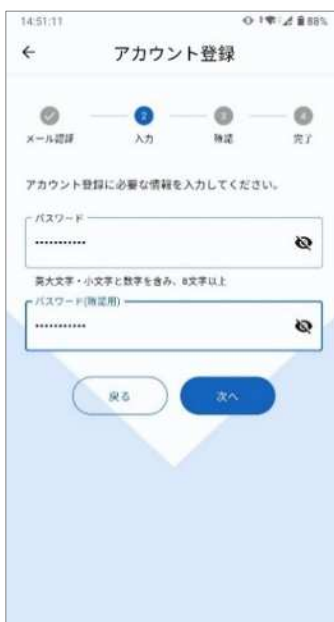 14:51:11 88%
アカウント登録
2 3 4
メール認証 入力 確認 完了
アカウント登録に必要な情報を入力してください。
パスワード
•••••••••••
英大文字・小文字と数字を含み、8文字以上
パスワード(確認用)
•••••••••••
戻る 次へ